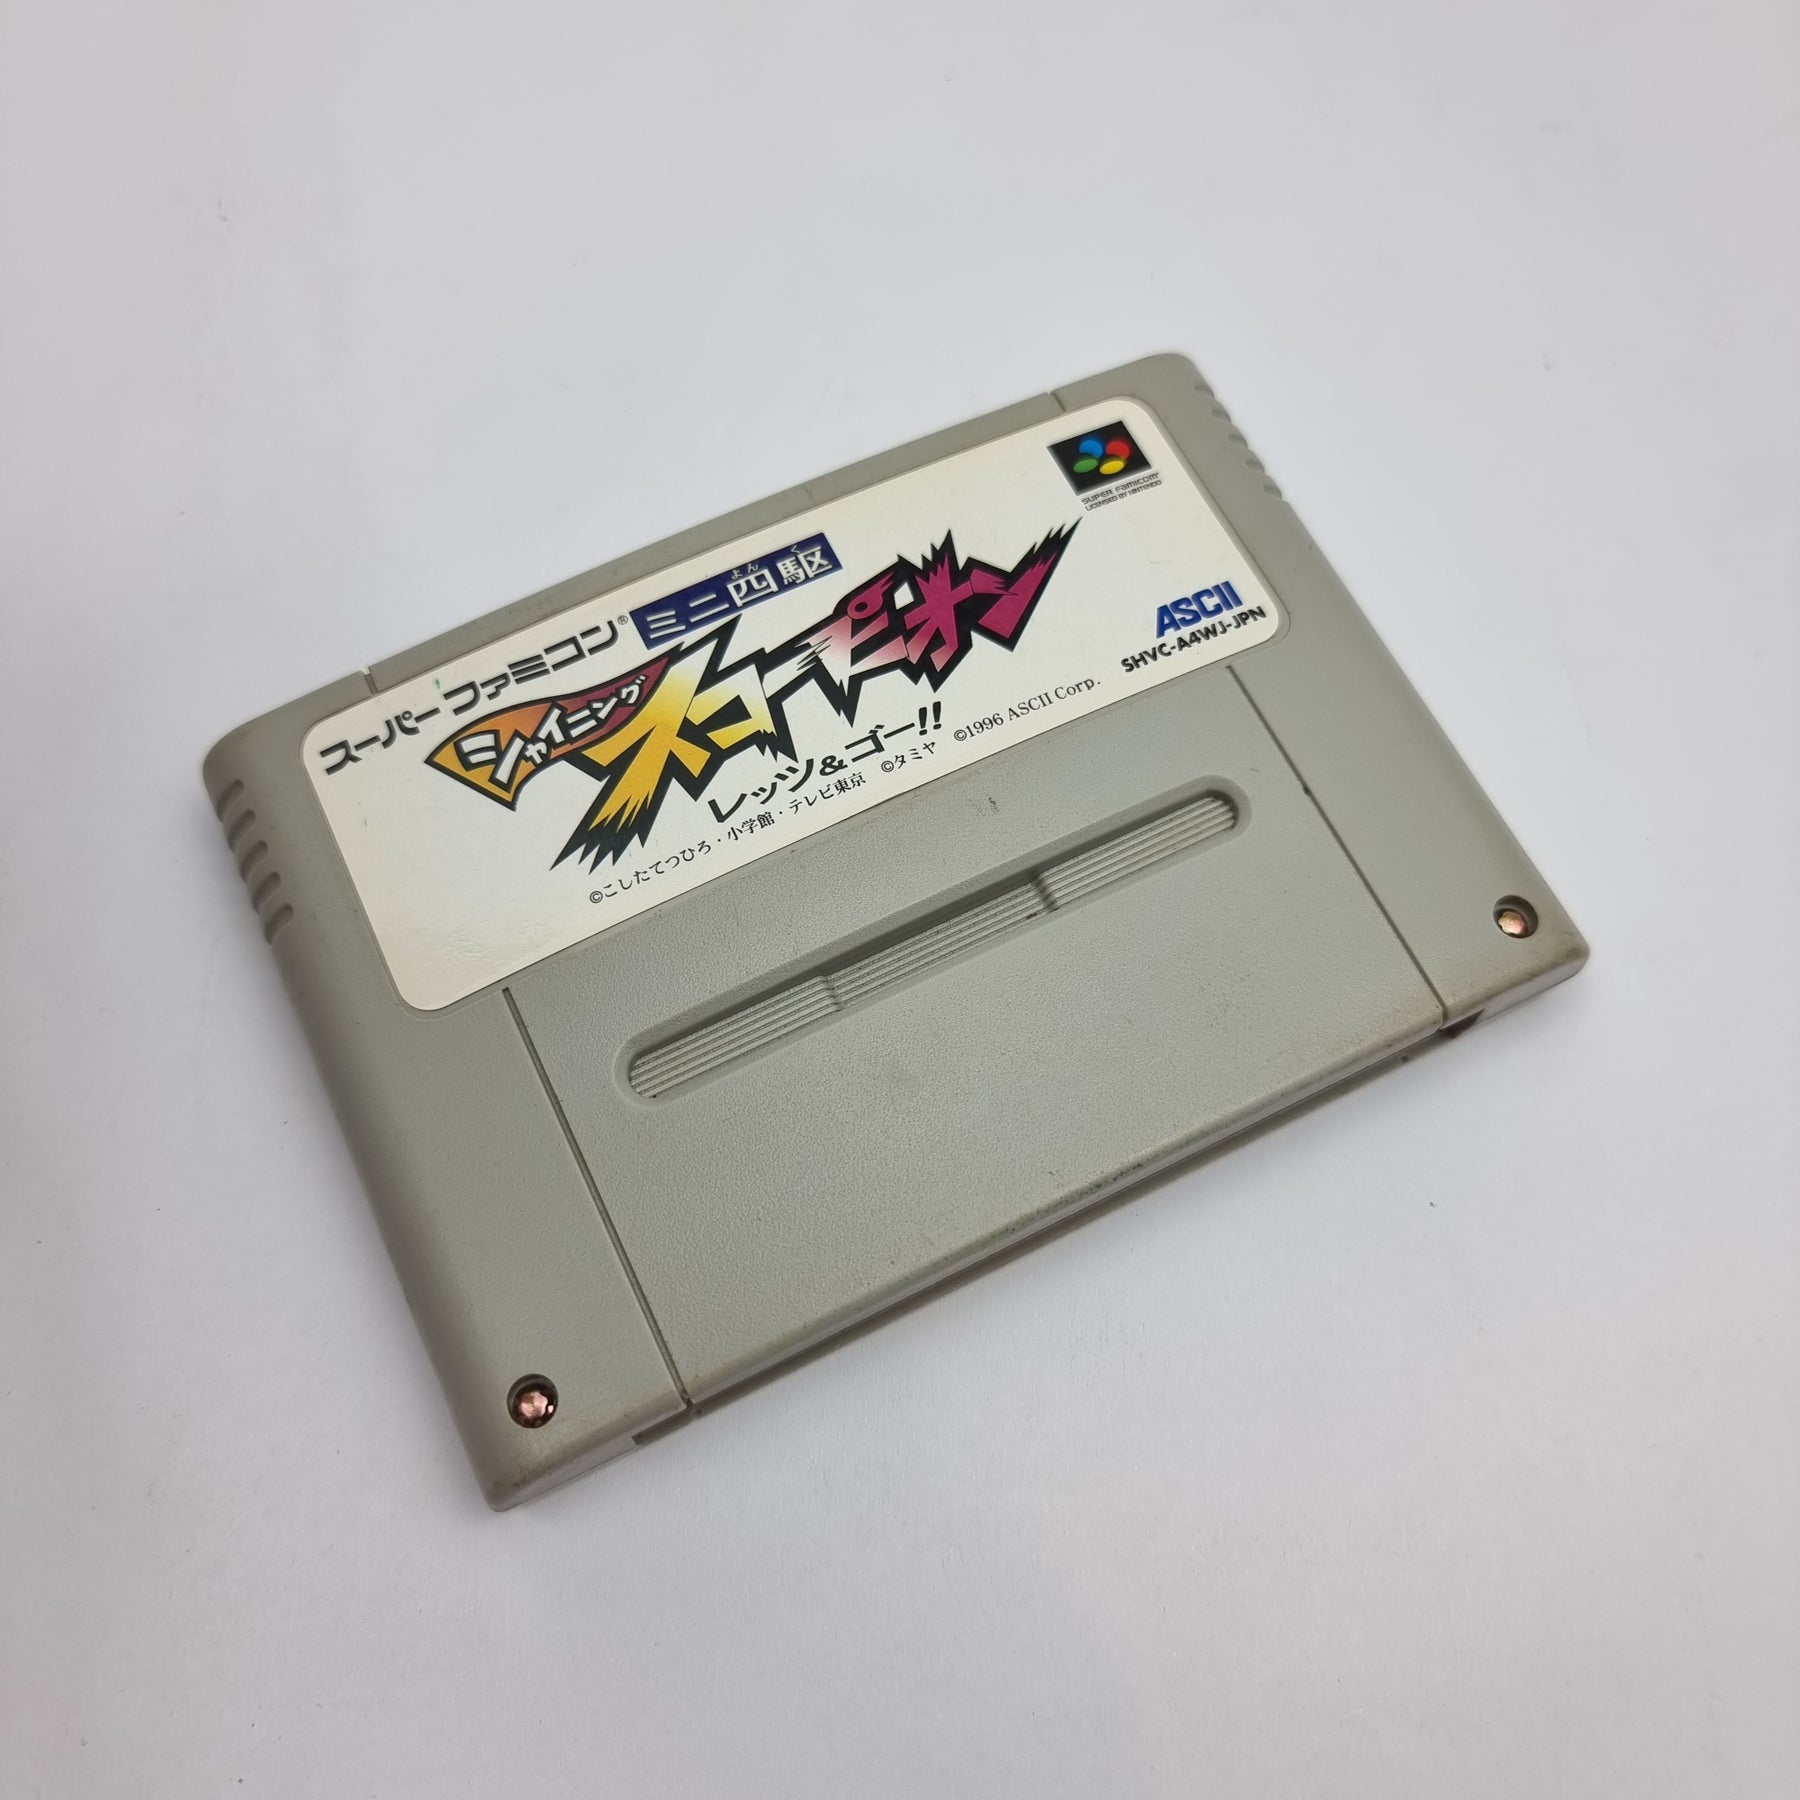 スーパーファミコン®
ミニ四駆
よんく
シャイニング
スコーピオン
レッツ&ゴー!!
©こしたてつひろ・小学館・テレビ東京 ©タミヤ ©1996 ASCII Corp.
SUPER FAMICOM
LICENSED BY NINTENDO
ASCII
SHVC-A4WJ-JPN